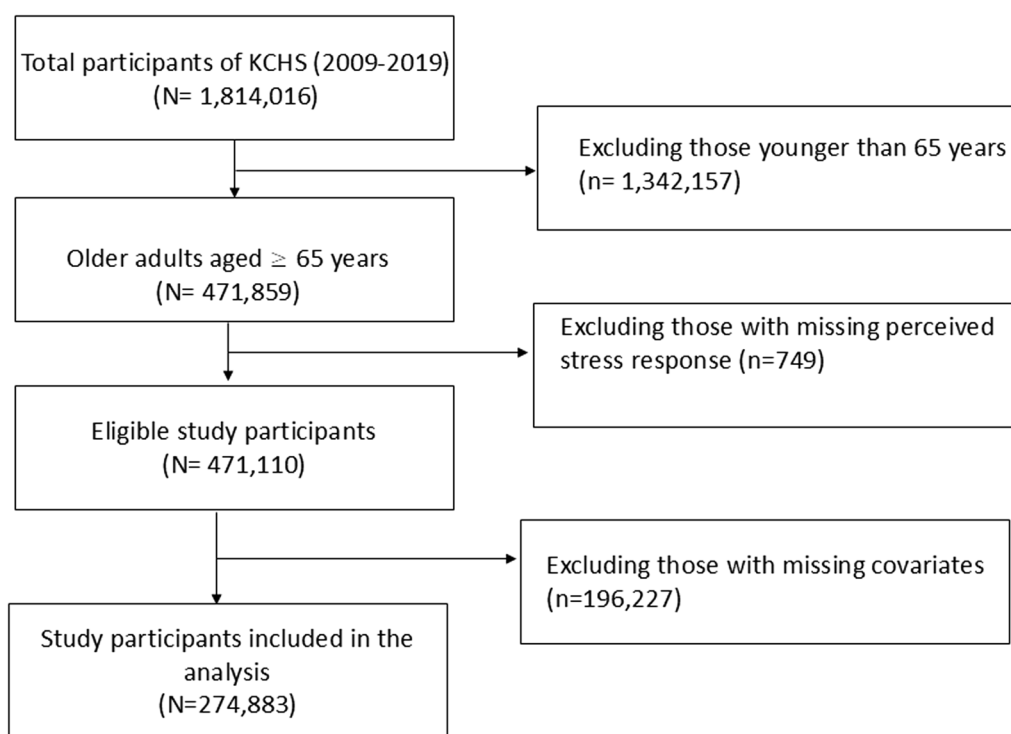 Total participants of KCHS (2009-2019)
(N= 1,814,016)
Excluding those younger than 65 years
(n= 1,342,157)
Older adults aged ≥ 65 years
(N= 471,859)
Excluding those with missing perceived
stress response (n=749)
Eligible study participants
(N= 471,110)
Excluding those with missing covariates
(n=196,227)
Study participants included in the
analysis
(N=274,883)